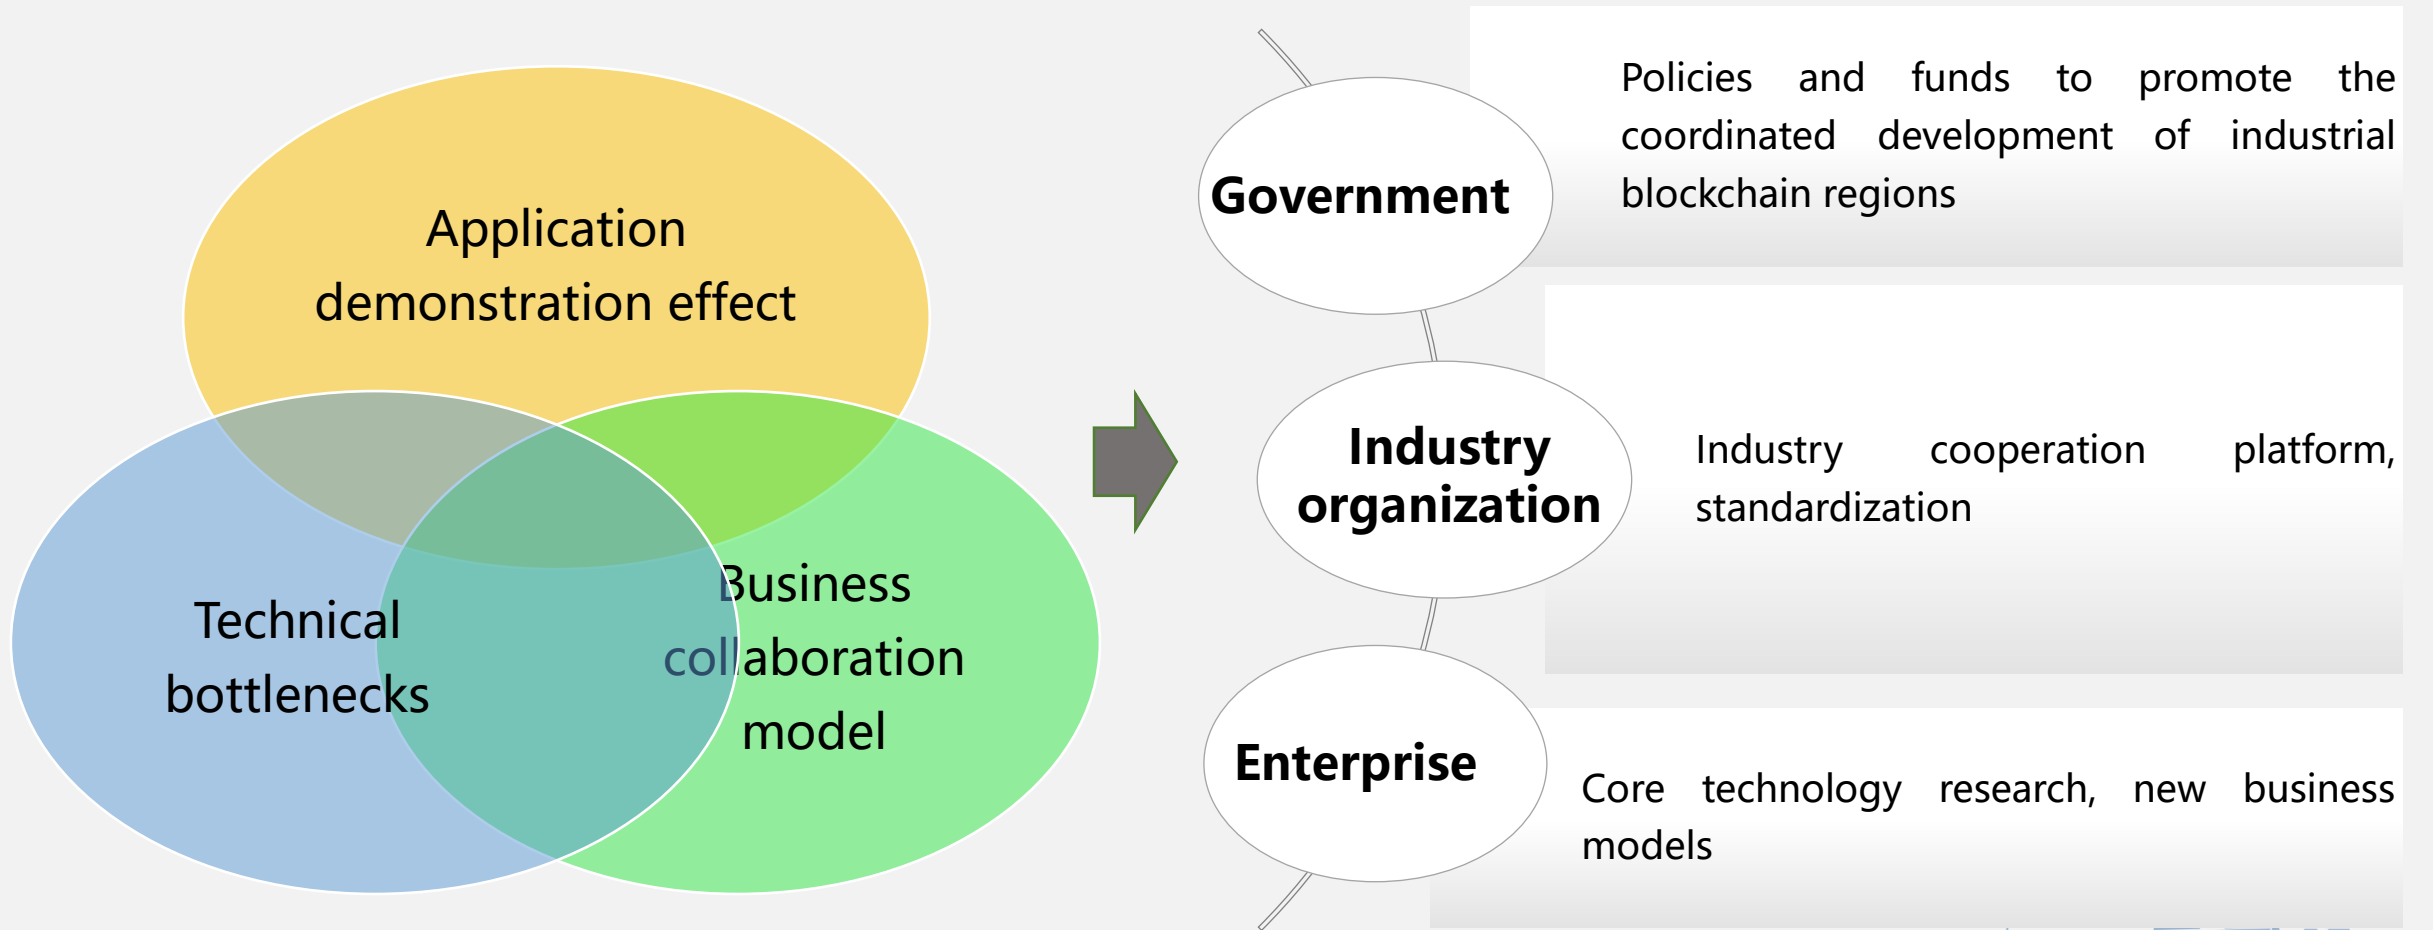 Application
demonstration effect
Technical
bottlenecks
Business
collaboration
model
Government
Policies and funds to promote the
coordinated development of industrial
blockchain regions
Industry
organization
Industry cooperation platform,
standardization
Enterprise
Core technology research, new business
models